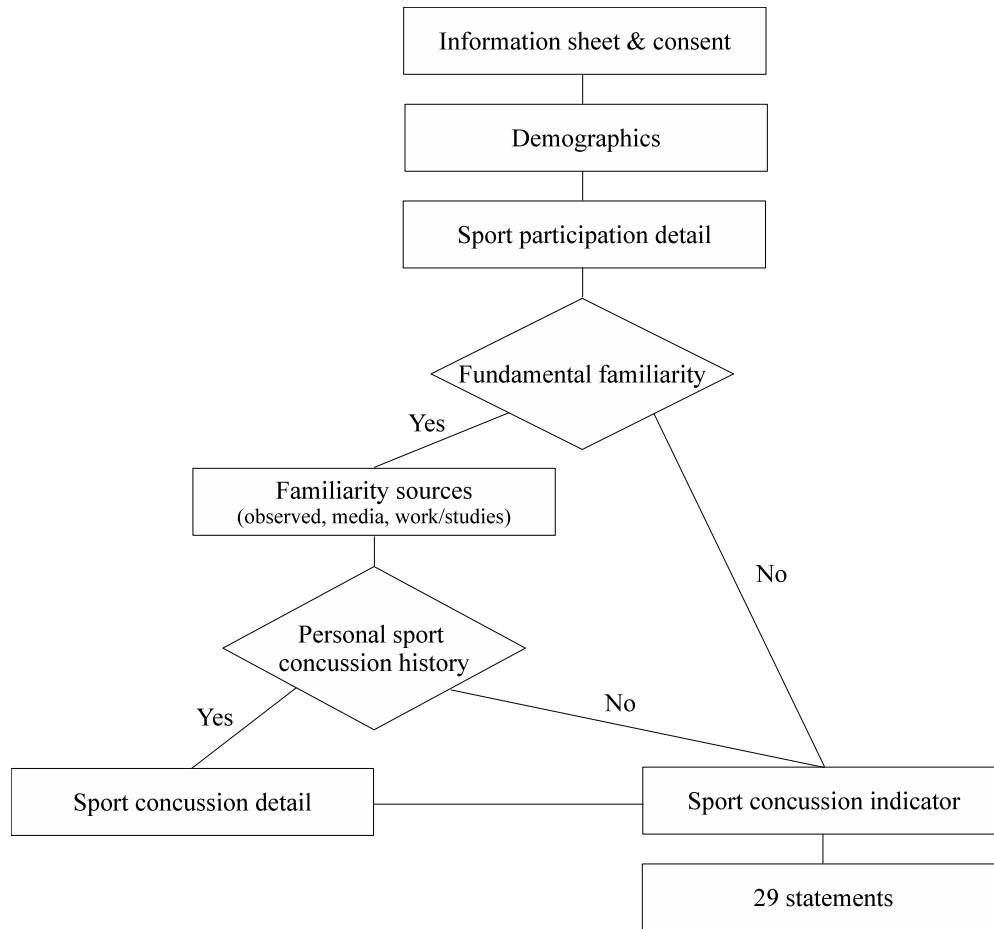 Information sheet & consent
Demographics
Sport participation detail
Fundamental familiarity
Yes
Familiarity sources
(observed, media, work/studies)
No
Personal sport
concussion history
Yes
No
Sport concussion detail
Sport concussion indicator
29 statements